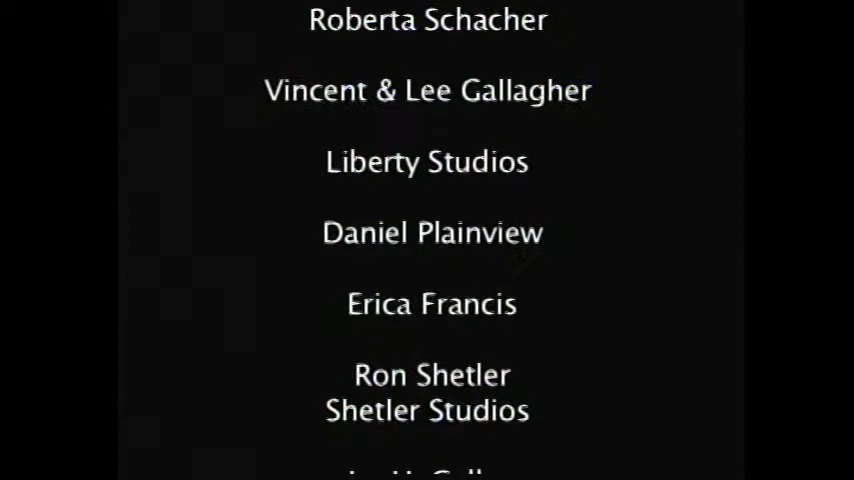 Roberta Schacher
Vincent & Lee Gallagher
Liberty Studios
Daniel Plainview
Erica Francis
Ron Shetler
Shetler Studios